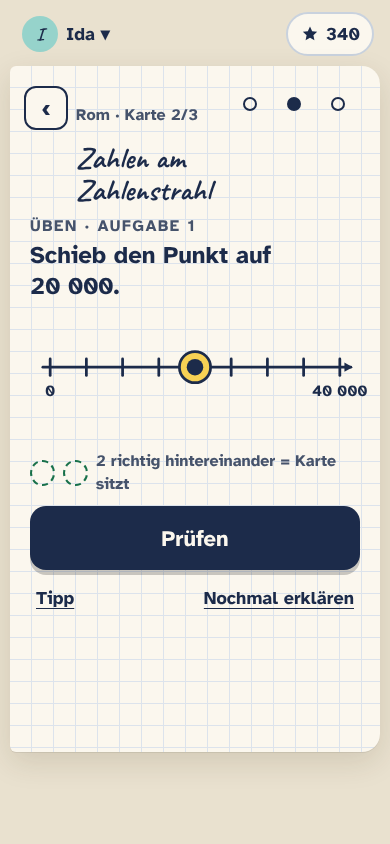 I Ida ▾ ★ 340
‹ Rom · Karte 2/3
Zahlen am
Zahlenstrahl
ÜBEN · AUFGABE 1
Schieb den Punkt auf
20 000.
0 40 000
2 richtig hintereinander = Karte
sitzt
Prüfen
Tipp Nochmal erklären